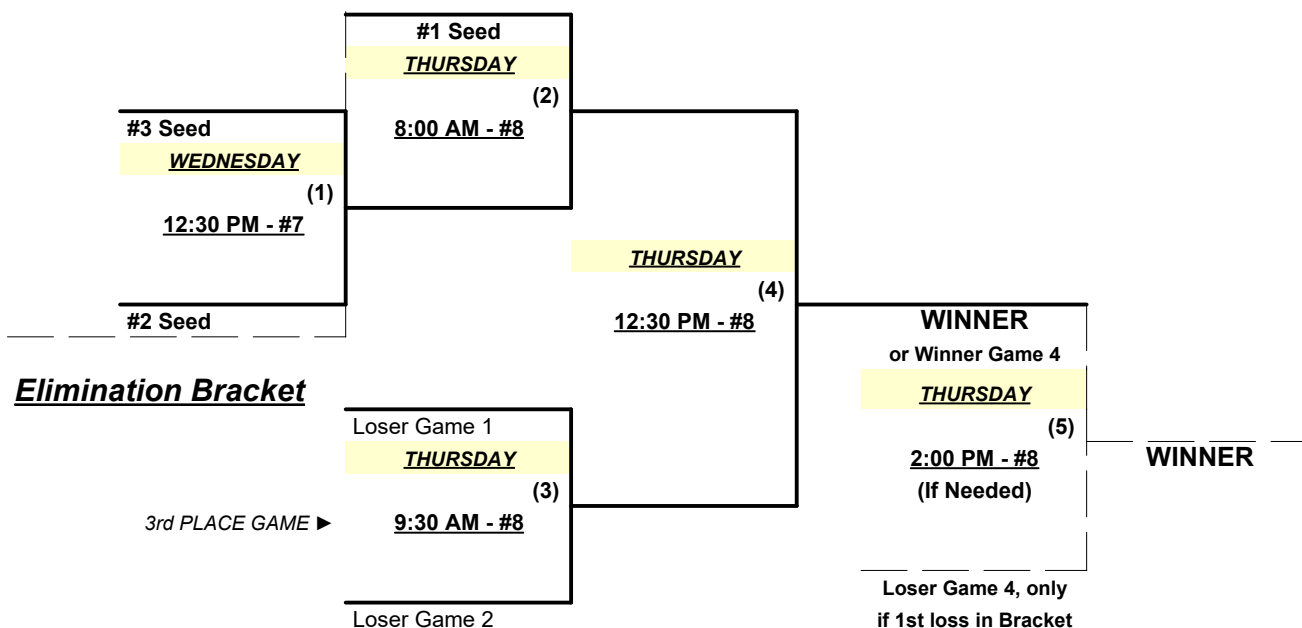 #1 Seed
THURSDAY
(2)
8:00 AM - #8
#3 Seed
WEDNESDAY
(1)
12:30 PM - #7
#2 Seed
THURSDAY
(4)
12:30 PM - #8
WINNER
or Winner Game 4
THURSDAY
(5)
2:00 PM - #8
(If Needed)
WINNER
Loser Game 4, only
if 1st loss in Bracket
Elimination Bracket
Loser Game 1
THURSDAY
(3)
3rd PLACE GAME ►
9:30 AM - #8
Loser Game 2